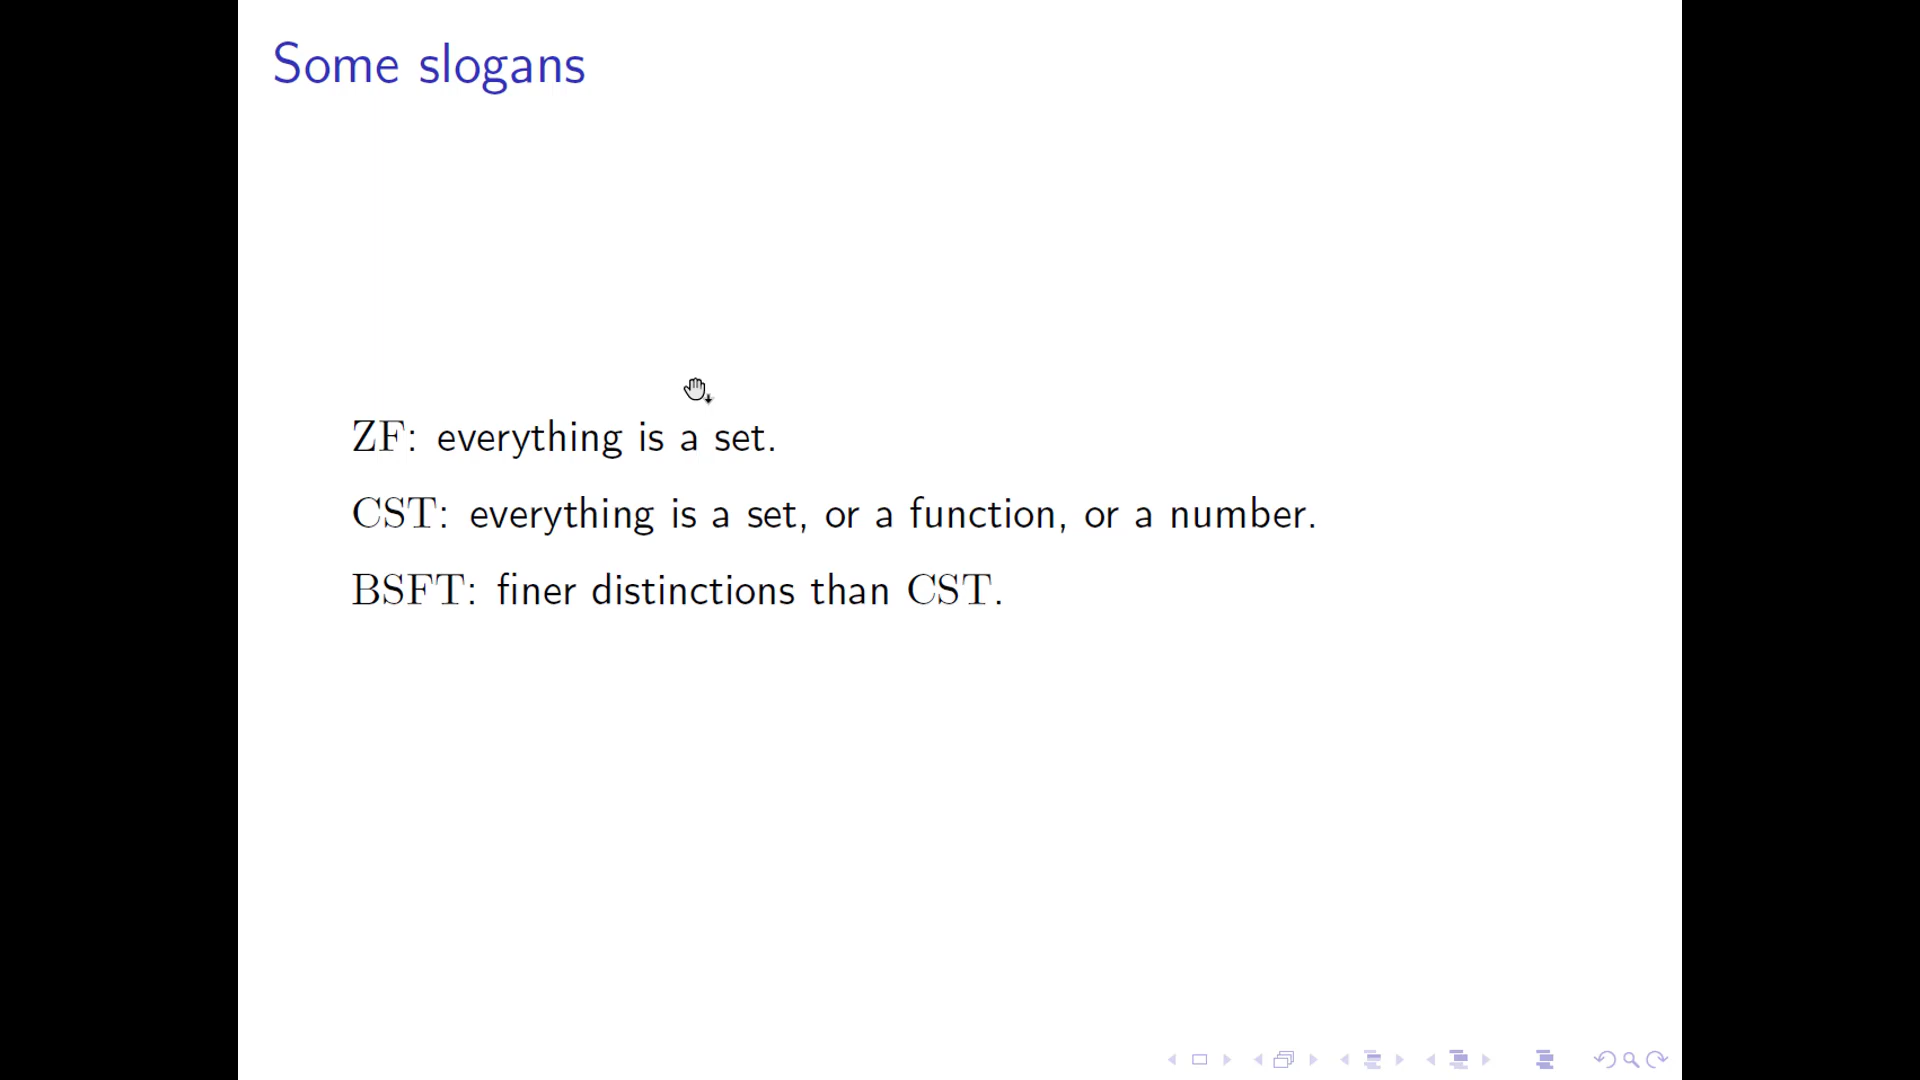 Some slogans
ZF: everything is a set.
CST: everything is a set, or a function, or a number.
BSFT: finer distinctions than CST.